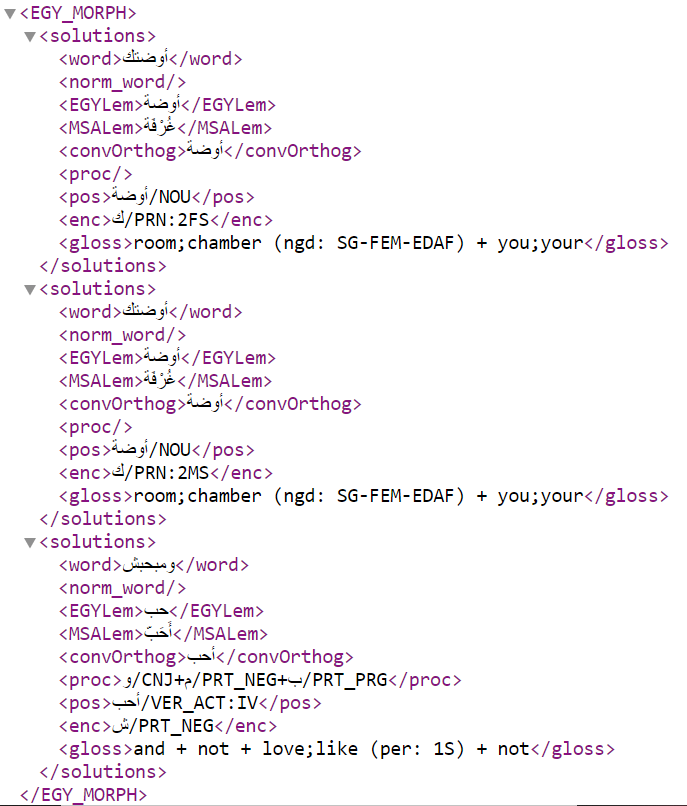 <EGY_MORPH>
<solutions>
<word>أوضتك</word>
<norm_word/>
<EGYLem>أوضة</EGYLem>
<MSALem>غُرْفَة</MSALem>
<convOrthog>أوضة</convOrthog>
<proc/>
<pos>أوضة/NOU</pos>
<enc>ك/PRN:2FS</enc>
<gloss>room;chamber (ngd: SG-FEM-EDAF) + you;your</gloss>
</solutions>
<solutions>
<word>أوضتك</word>
<norm_word/>
<EGYLem>أوضة</EGYLem>
<MSALem>غُرْفَة</MSALem>
<convOrthog>أوضة</convOrthog>
<proc/>
<pos>أوضة/NOU</pos>
<enc>ك/PRN:2MS</enc>
<gloss>room;chamber (ngd: SG-FEM-EDAF) + you;your</gloss>
</solutions>
<solutions>
<word>ومبحبش</word>
<norm_word/>
<EGYLem>حب</EGYLem>
<MSALem>أَحَبّ</MSALem>
<convOrthog>أحب</convOrthog>
<proc>و/CNJ+م/PRT_NEG+ب/PRT_PRG</proc>
<pos>أحب/VER_ACT:IV</pos>
<enc>ش/PRT_NEG</enc>
<gloss>and + not + love;like (per: 1S) + not</gloss>
</solutions>
</EGY_MORPH>